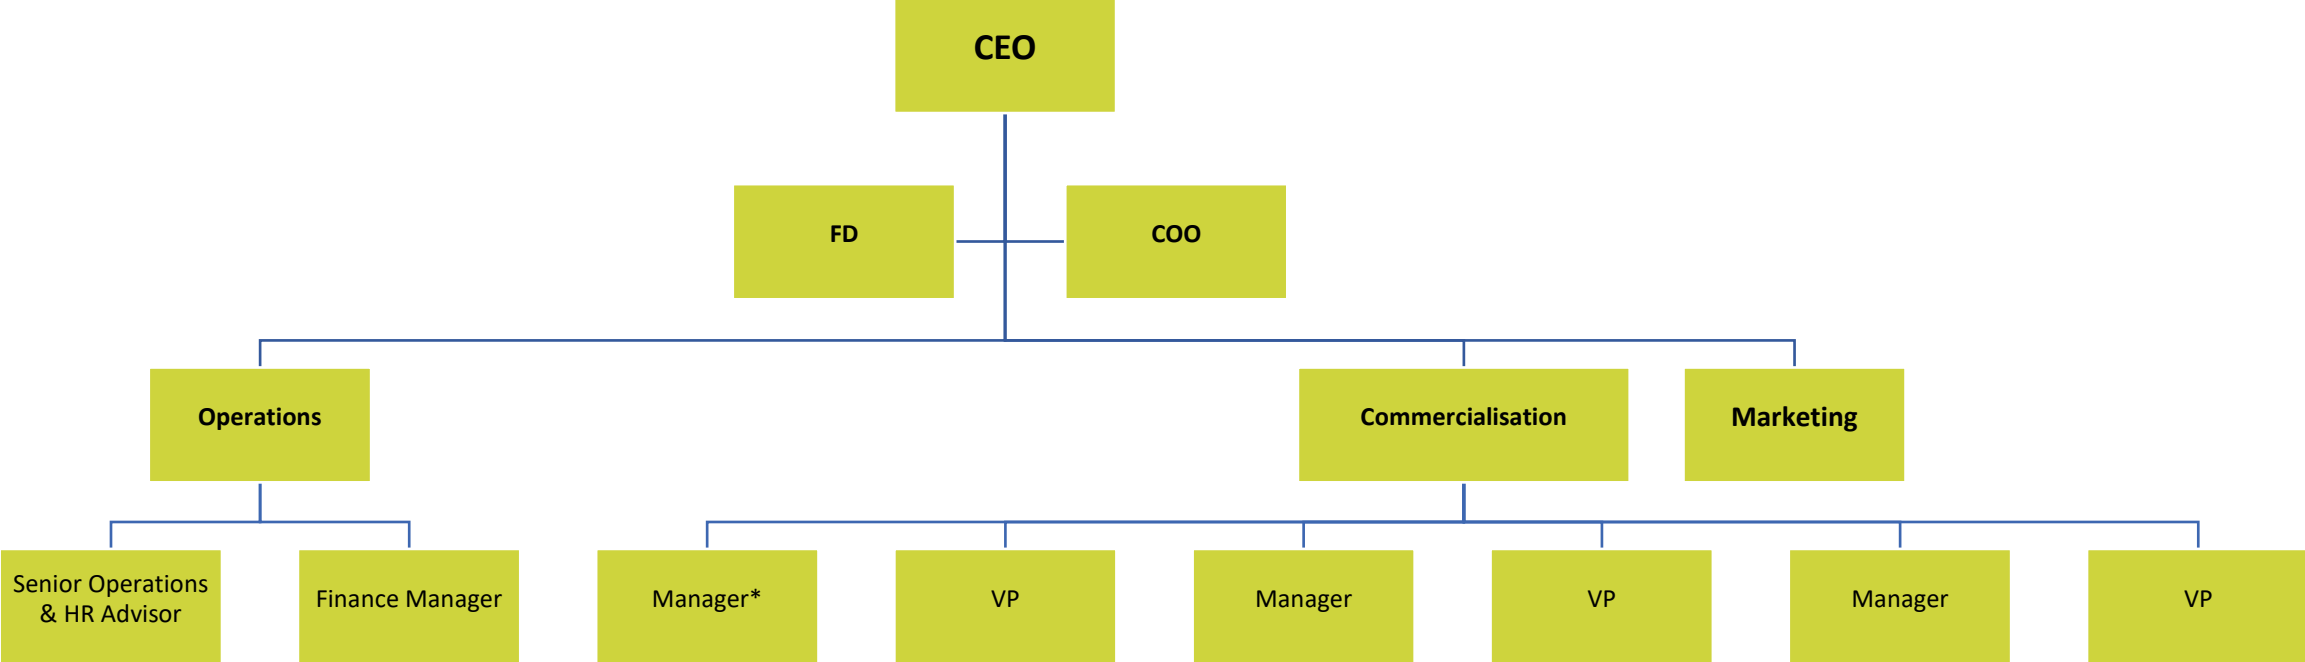 CEO
FD
COO
Operations
Commercialisation
Marketing
Senior Operations
& HR Advisor
Finance Manager
Manager*
VP
Manager
VP
Manager
VP